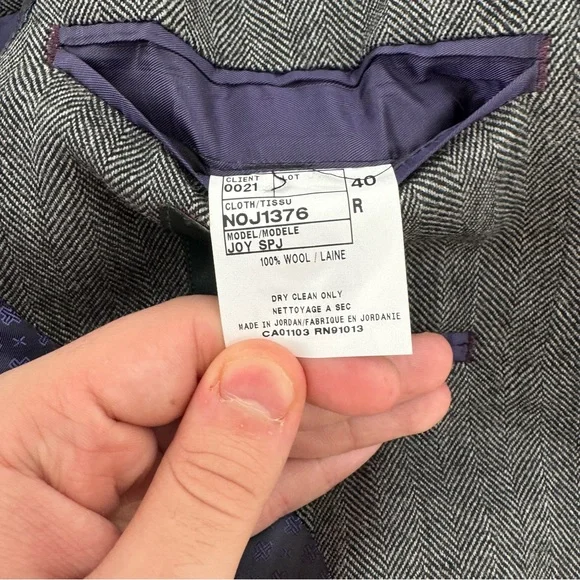 CLIENT LOT
0021 40
CLOTH/TISSU
NOJ1376 R
MODEL/MODELE
JOY SPJ
100% WOOL / LAINE
DRY CLEAN ONLY
NETTOYAGE A SEC
MADE IN JORDAN/FABRIQUE EN JORDANIE
CA01103 RN91013